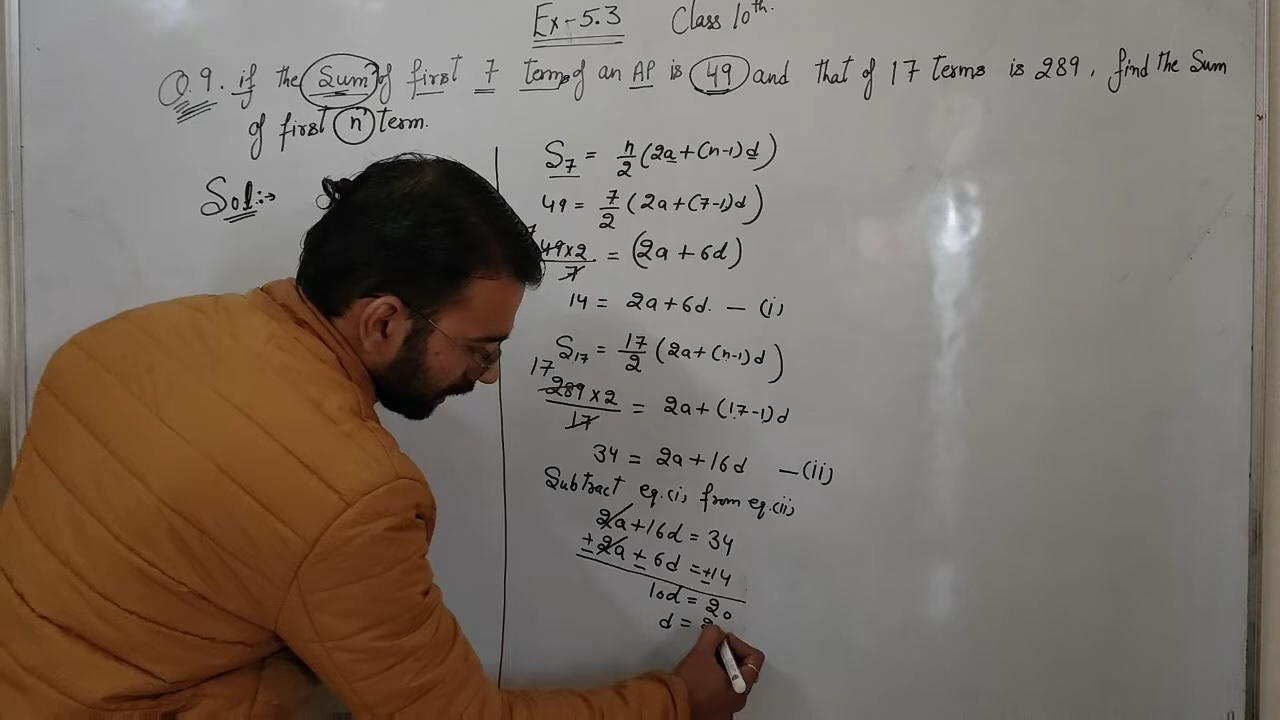 Ex-5.3 Class 10th.
Q.9. if the Sum of first 7 terms of an AP is 49 and that of 17 terms is 289, find the Sum
of first 'n' term.
Sol:→
S7 = n/2 (2a+(n-1)d)
49 = 7/2 (2a+(7-1)d)
7
49×2/7 = (2a+6d)
14 = 2a+6d. — (i)
S17 = 17/2 (2a+(n-1)d)
17
289×2/17 = 2a+(17-1)d
34 = 2a+16d — (ii)
Subtract eq.(i) from eq.(ii)
2a+16d = 34
±2a ± 6d = ±14
10d = 20
d =